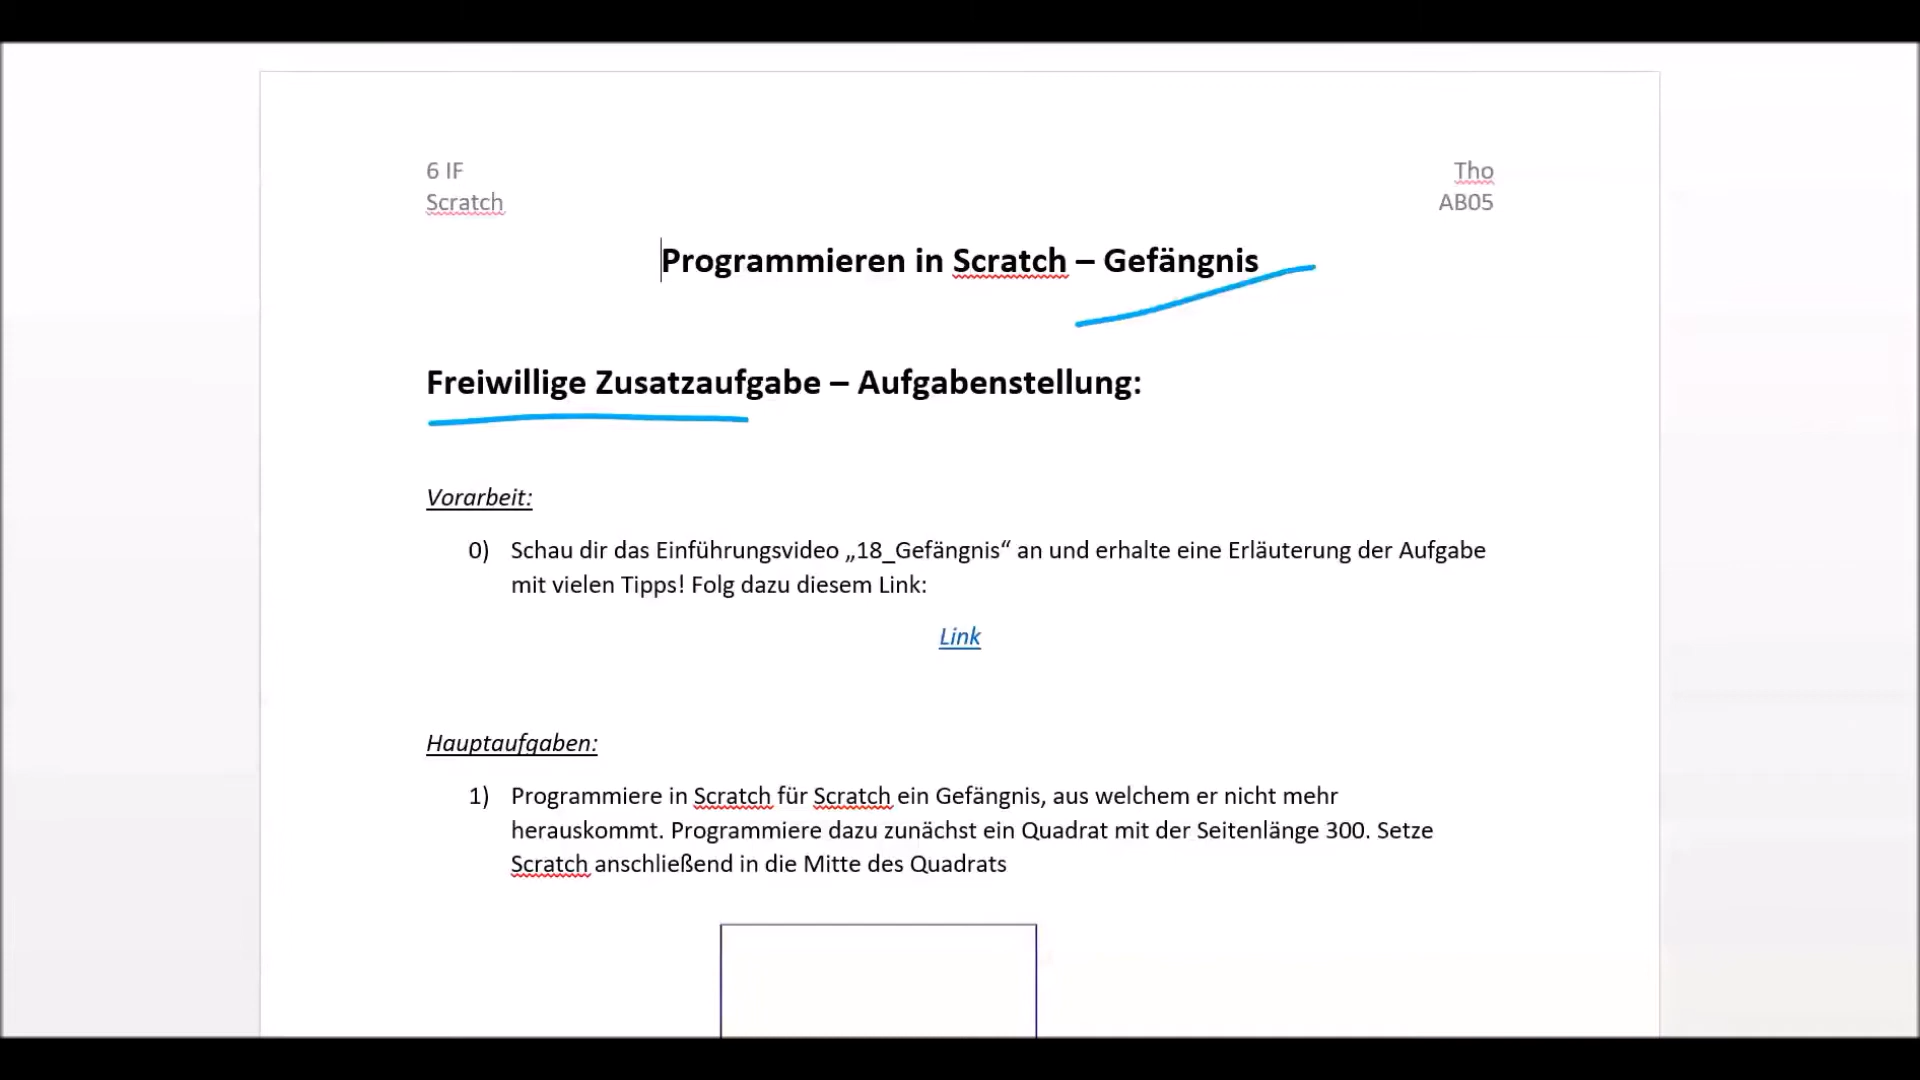 6 IF
Tho
Scratch
AB05
Programmieren in Scratch – Gefängnis
Freiwillige Zusatzaufgabe – Aufgabenstellung:
Vorarbeit:
0) Schau dir das Einführungsvideo „18_Gefängnis“ an und erhalte eine Erläuterung der Aufgabe
mit vielen Tipps! Folg dazu diesem Link:
Link
Hauptaufgaben:
1) Programmiere in Scratch für Scratch ein Gefängnis, aus welchem er nicht mehr
herauskommt. Programmiere dazu zunächst ein Quadrat mit der Seitenlänge 300. Setze
Scratch anschließend in die Mitte des Quadrats